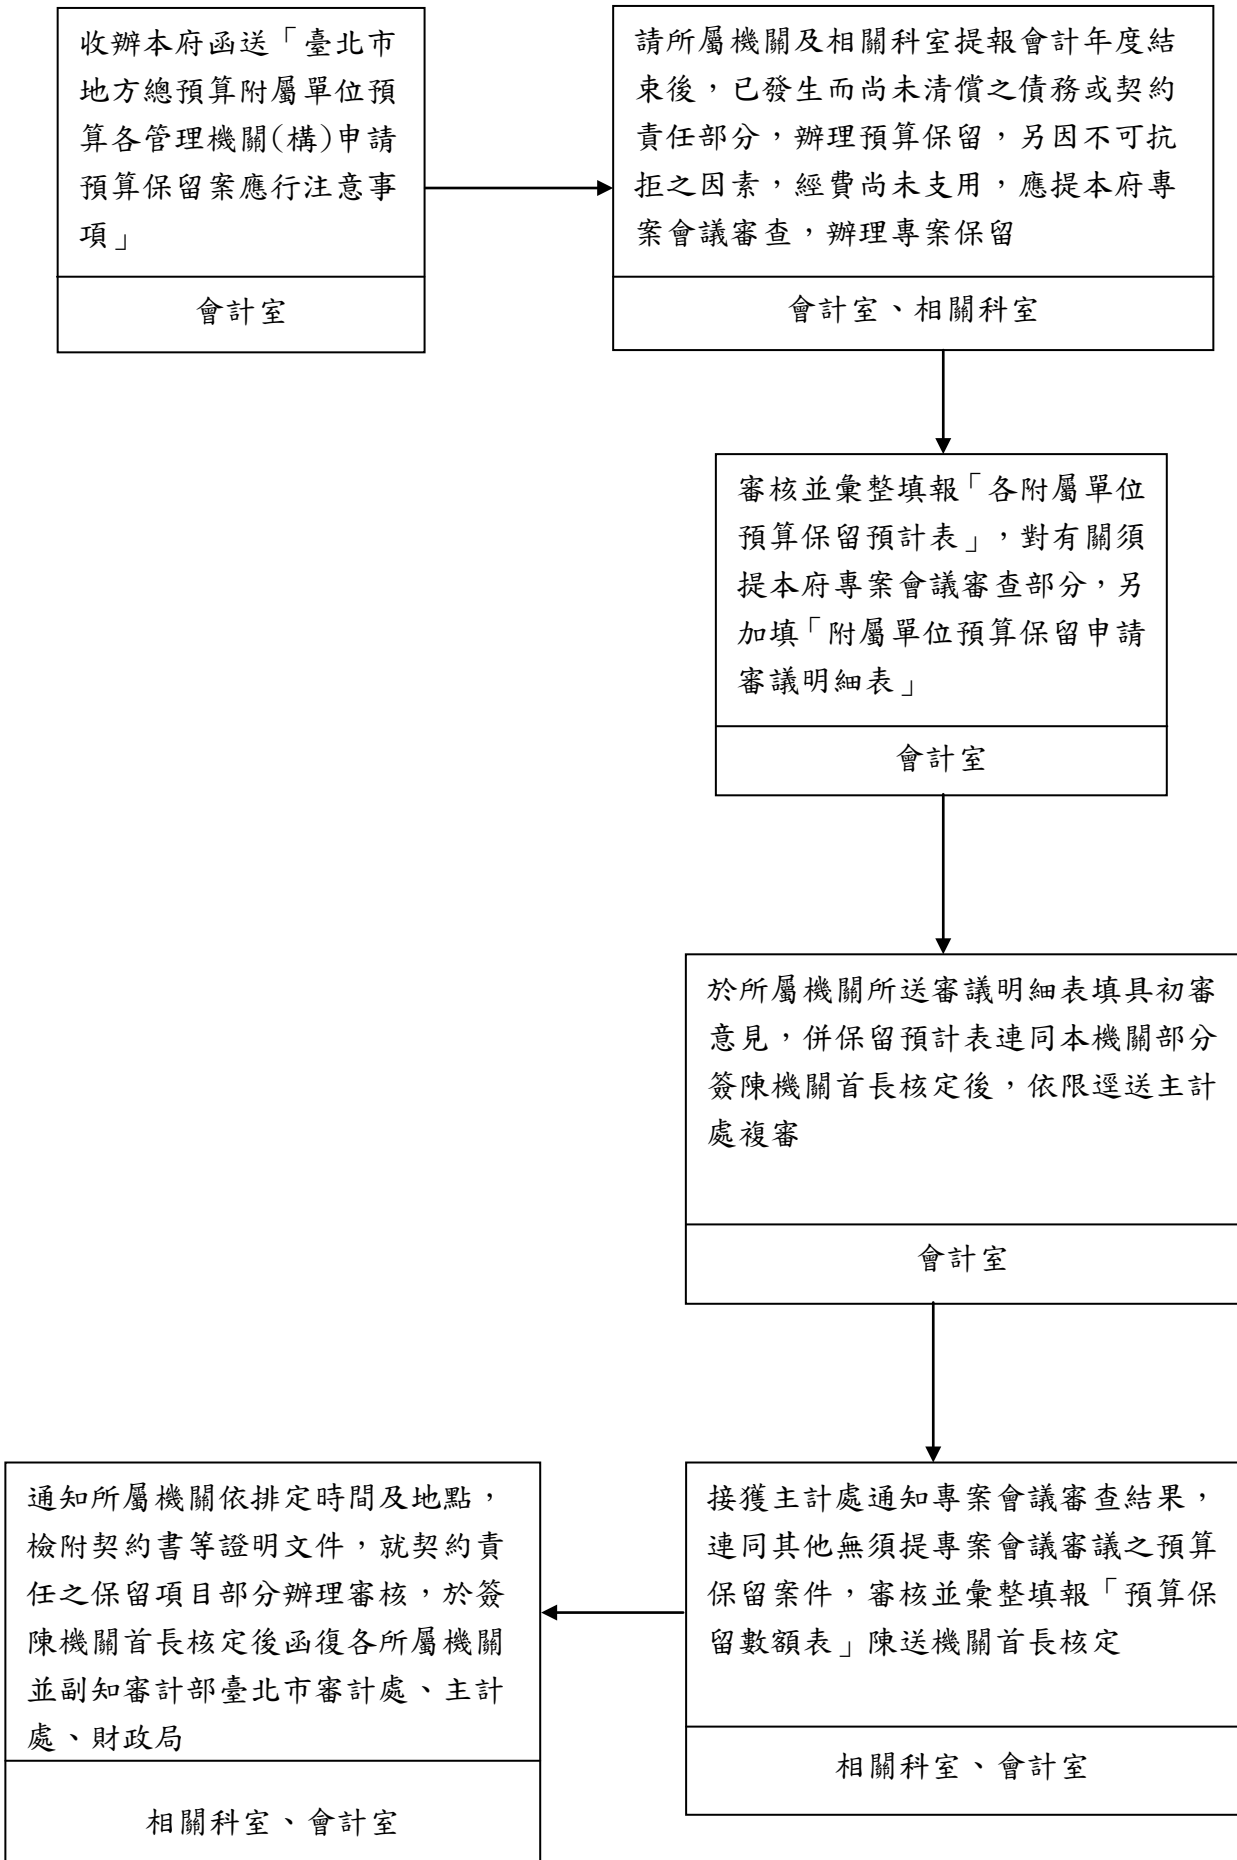 收辦本府函送「臺北市
地方總預算附屬單位預
算各管理機關(構)申請
預算保留案應行注意事
項」
會計室
請所屬機關及相關科室提報會計年度結
束後，已發生而尚未清償之債務或契約
責任部分，辦理預算保留，另因不可抗
拒之因素，經費尚未支用，應提本府專
案會議審查，辦理專案保留
會計室、相關科室
審核並彙整填報「各附屬單位
預算保留預計表」，對有關須
提本府專案會議審查部分，另
加填「附屬單位預算保留申請
審議明細表」
會計室
於所屬機關所送審議明細表填具初審
意見，併保留預計表連同本機關部分
簽陳機關首長核定後，依限逕送主計
處複審
會計室
接獲主計處通知專案會議審查結果，
連同其他無須提專案會議審議之預算
保留案件，審核並彙整填報「預算保
留數額表」陳送機關首長核定
相關科室、會計室
通知所屬機關依排定時間及地點，
檢附契約書等證明文件，就契約責
任之保留項目部分辦理審核，於簽
陳機關首長核定後函復各所屬機關
並副知審計部臺北市審計處、主計
處、財政局
相關科室、會計室